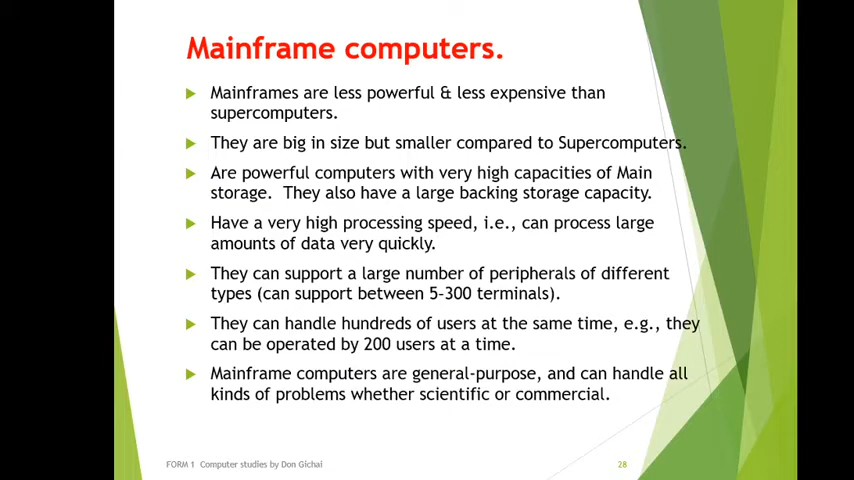 Mainframe computers.
Mainframes are less powerful & less expensive than
supercomputers.
They are big in size but smaller compared to Supercomputers.
Are powerful computers with very high capacities of Main
storage. They also have a large backing storage capacity.
Have a very high processing speed, i.e., can process large
amounts of data very quickly.
They can support a large number of peripherals of different
types (can support between 5-300 terminals).
They can handle hundreds of users at the same time, e.g., they
can be operated by 200 users at a time.
Mainframe computers are general-purpose, and can handle all
kinds of problems whether scientific or commercial.
FORM 1 Computer studies by Don Gichai
28